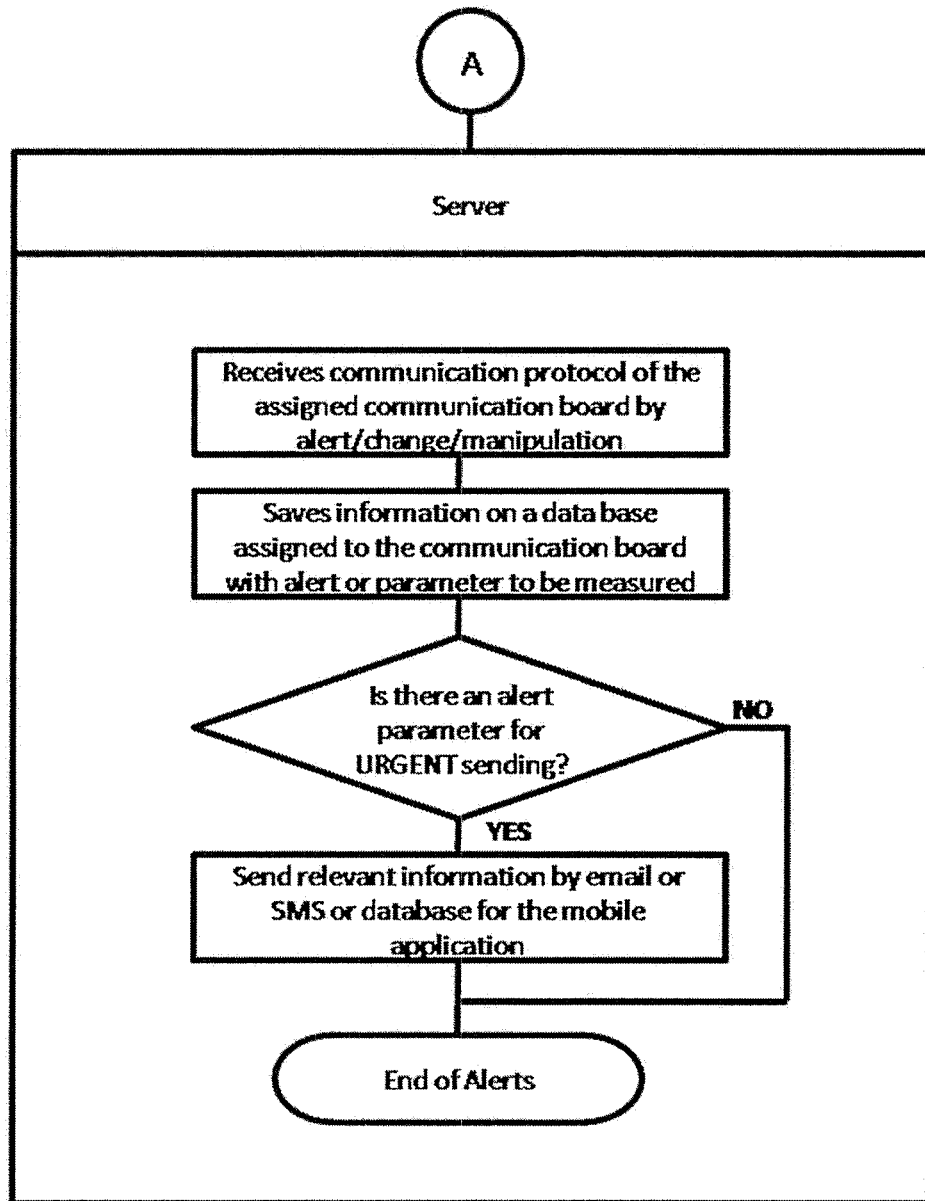 A
Server
Receives communication protocol of the
assigned communication board by
alert/change/manipulation
Saves information on a data base
assigned to the communication board
with alert or parameter to be measured
Is there an alert
parameter for
URGENT sending?
NO
YES
Send relevant information by email or
SMS or database for the mobile
application
End of Alerts